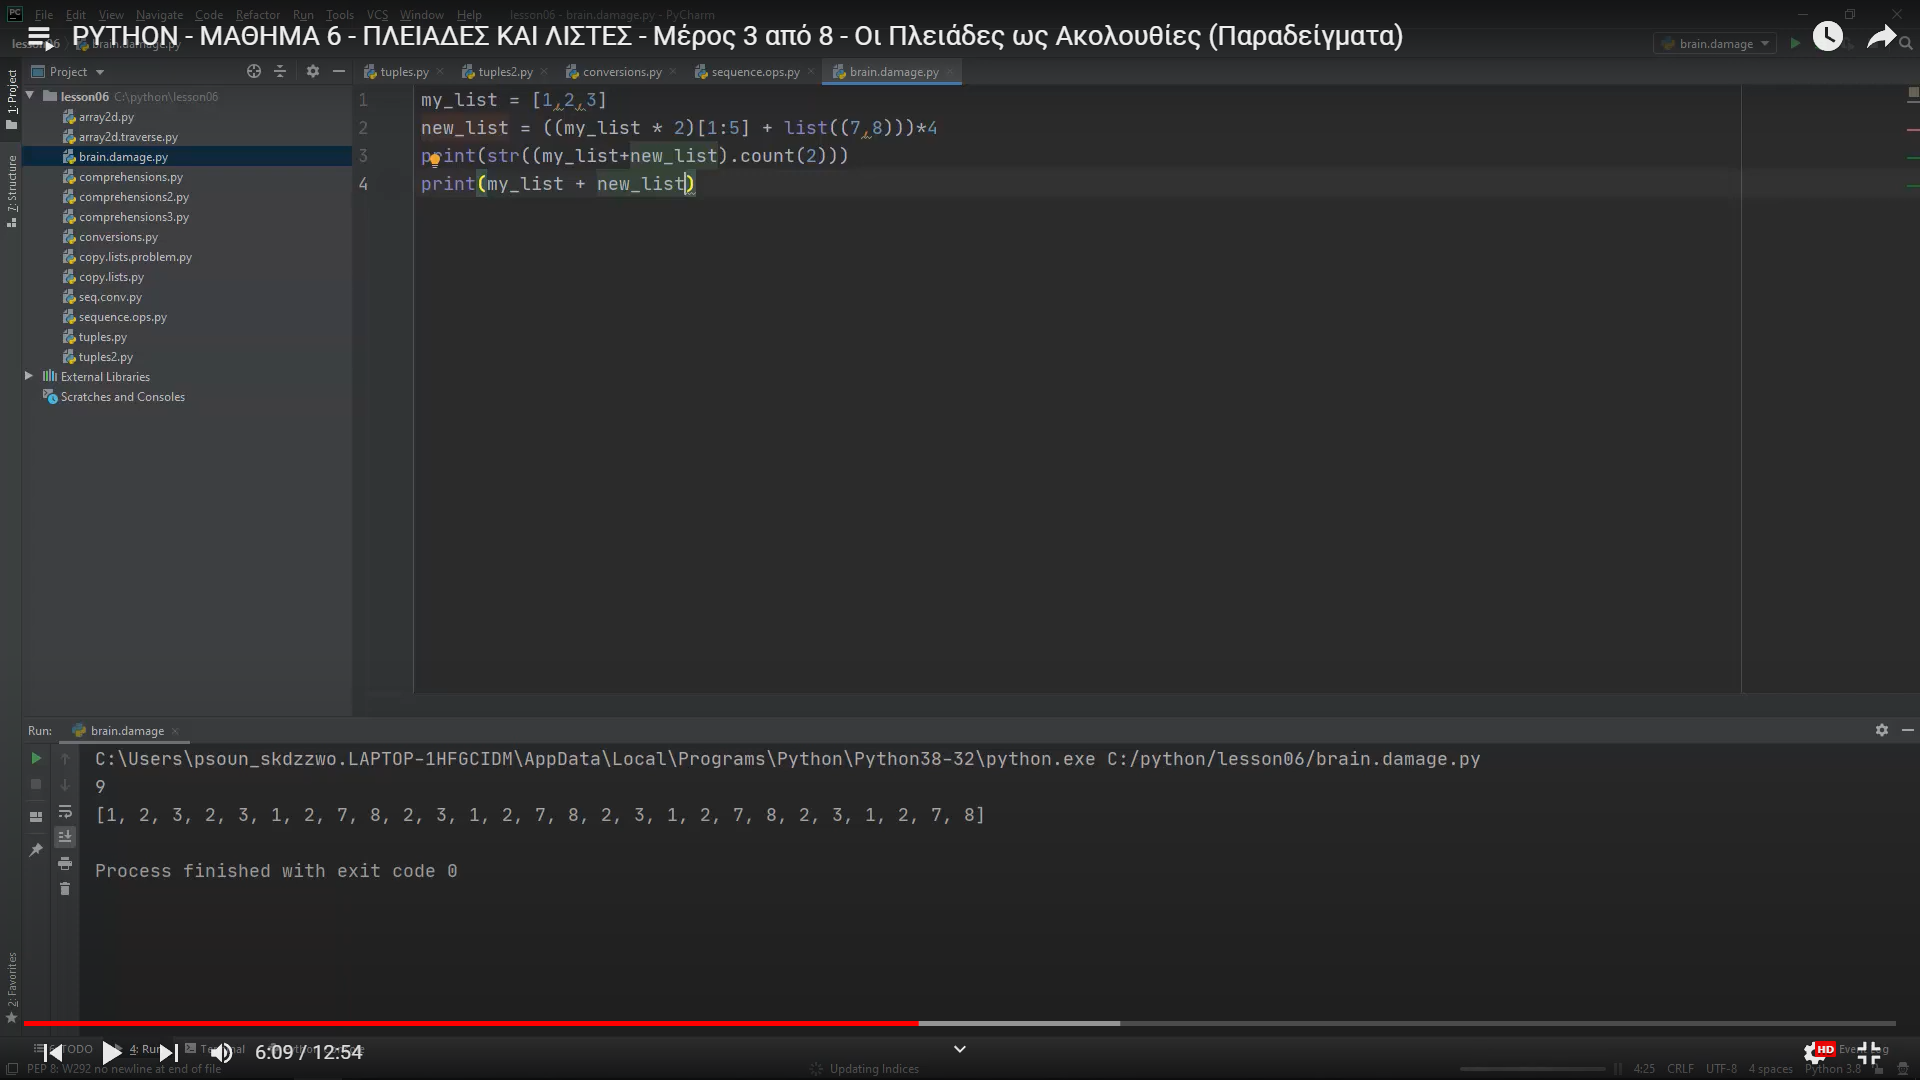 File Edit View Navigate Code Refactor Run Tools VCS Window Help lesson06 - brain.damage.py - PyCharm
PYTHON - ΜΑΘΗΜΑ 6 - ΠΛΕΙΑΔΕΣ ΚΑΙ ΛΙΣΤΕΣ - Μέρος 3 από 8 - Οι Πλειάδες ως Ακολουθίες (Παραδείγματα)
brain.damage
Project
tuples.py tuples2.py conversions.py sequence.ops.py brain.damage.py
1: Project
7: Structure
lesson06 C:\python\lesson06
array2d.py
array2d.traverse.py
brain.damage.py
comprehensions.py
comprehensions2.py
comprehensions3.py
conversions.py
copy.lists.problem.py
copy.lists.py
seq.conv.py
sequence.ops.py
tuples.py
tuples2.py
External Libraries
Scratches and Consoles
1 my_list = [1,2,3]
2 new_list = ((my_list * 2)[1:5] + list((7,8)))*4
3 print(str((my_list+new_list).count(2)))
4 print(my_list + new_list)
Run: brain.damage
C:\Users\psoun_skdzzwo.LAPTOP-1HFGCIDM\AppData\Local\Programs\Python\Python38-32\python.exe C:/python/lesson06/brain.damage.py
9
[1, 2, 3, 2, 3, 1, 2, 7, 8, 2, 3, 1, 2, 7, 8, 2, 3, 1, 2, 7, 8, 2, 3, 1, 2, 7, 8]
Process finished with exit code 0
2: Favorites
TODO 4: Run
6:09 / 12:54
HD
PEP 8: W292 no newline at end of file
Updating Indices
4:25 CRLF UTF-8 4 spaces Python 3.8